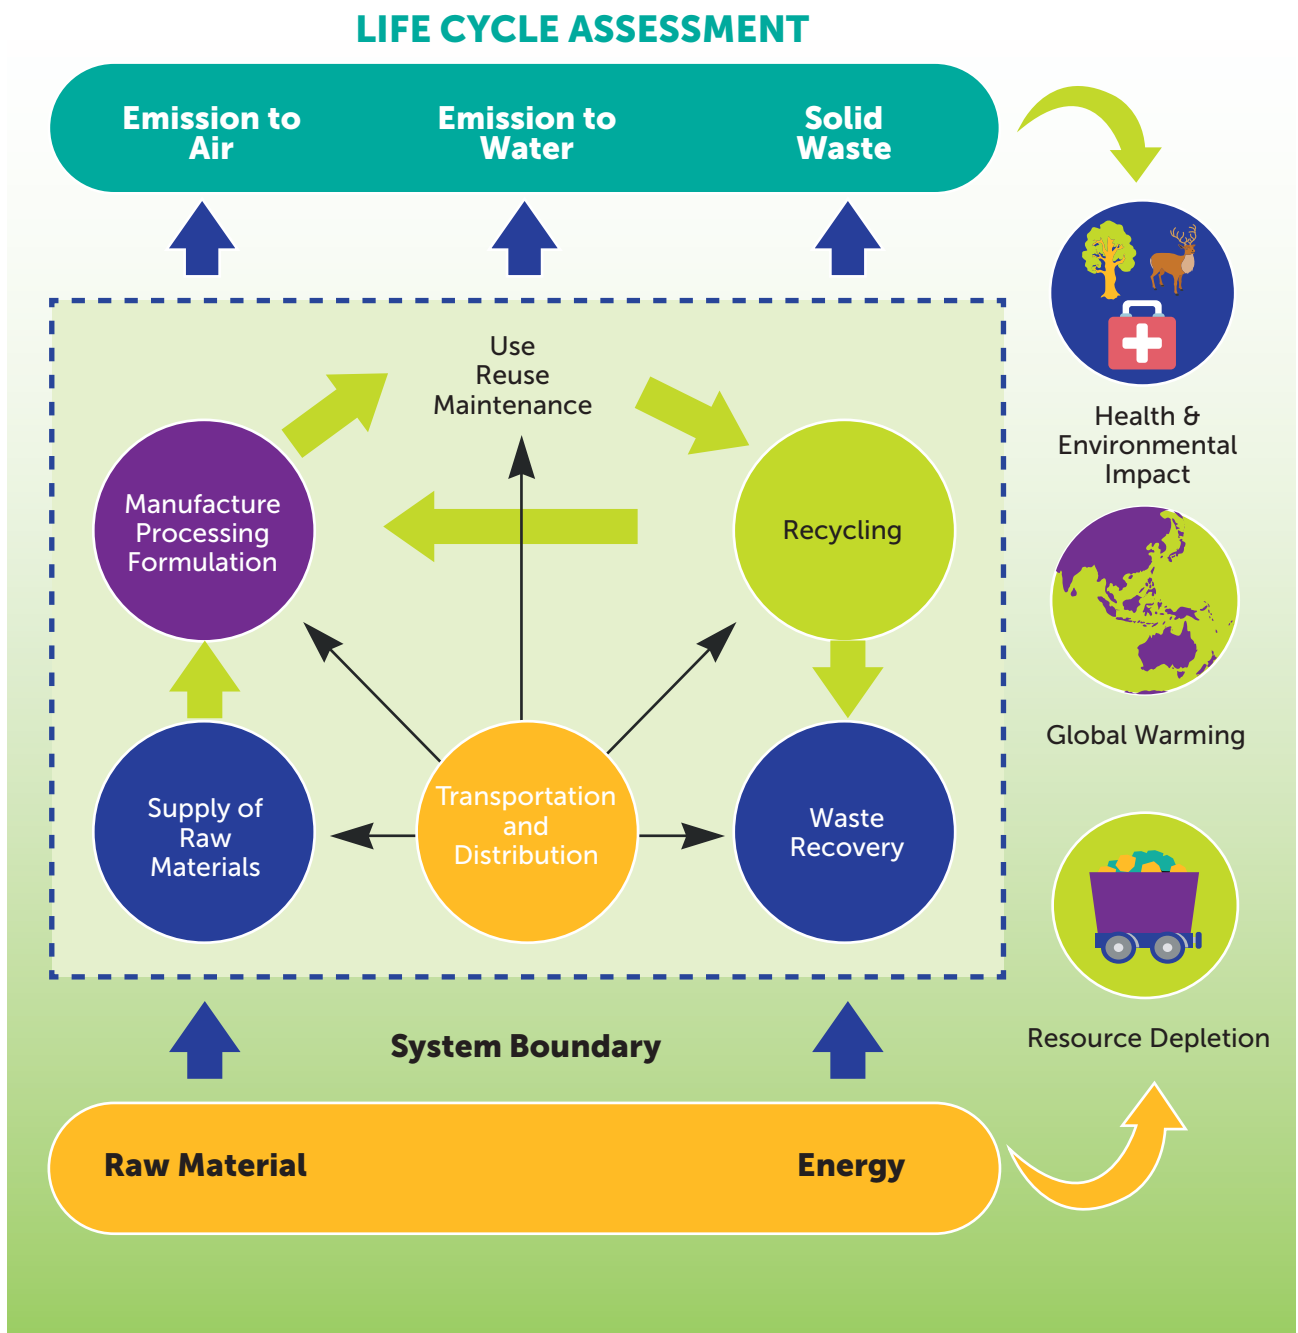 LIFE CYCLE ASSESSMENT
Emission to
Air
Emission to
Water
Solid
Waste
Use
Reuse
Maintenance
Manufacture
Processing
Formulation
Recycling
Supply of
Raw
Materials
Transportation
and
Distribution
Waste
Recovery
Health &
Environmental
Impact
Global Warming
Resource Depletion
System Boundary
Raw Material
Energy